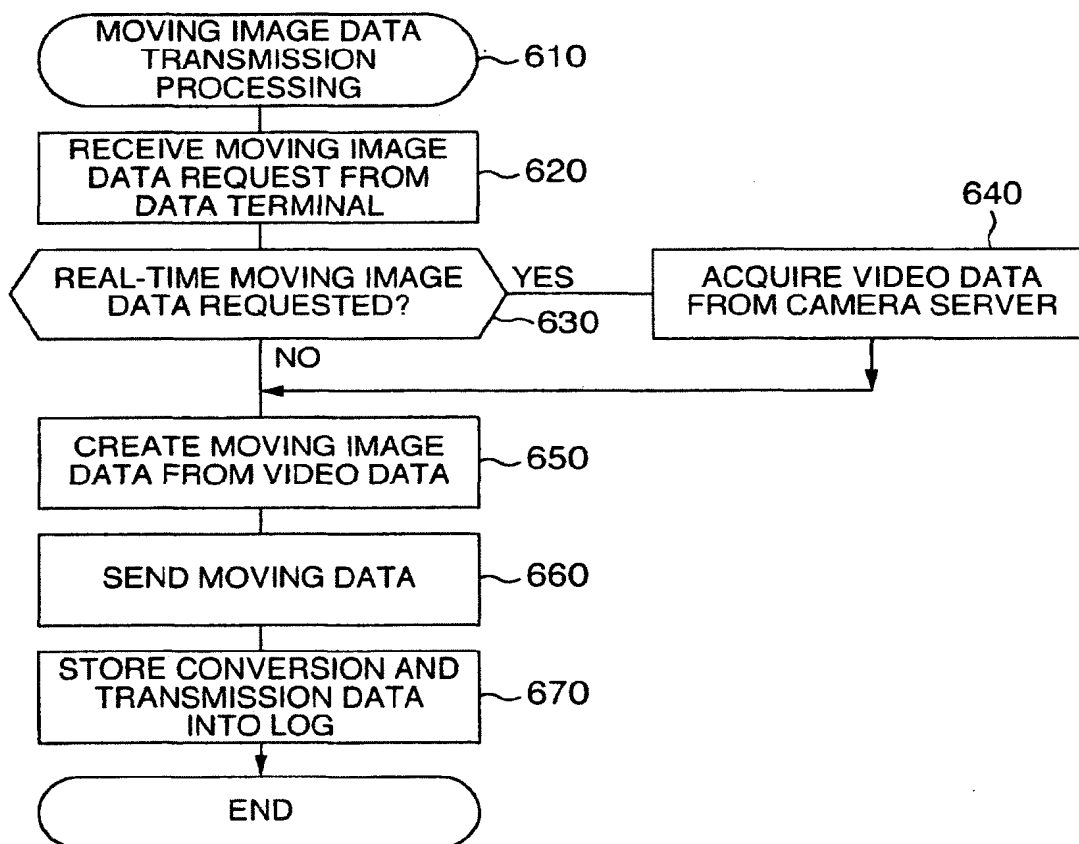 MOVING IMAGE DATA
TRANSMISSION
PROCESSING
610
RECEIVE MOVING IMAGE
DATA REQUEST FROM
DATA TERMINAL
620
640
REAL-TIME MOVING IMAGE
DATA REQUESTED?
YES
630
ACQUIRE VIDEO DATA
FROM CAMERA SERVER
NO
CREATE MOVING IMAGE
DATA FROM VIDEO DATA
650
SEND MOVING DATA
660
STORE CONVERSION AND
TRANSMISSION DATA
INTO LOG
670
END